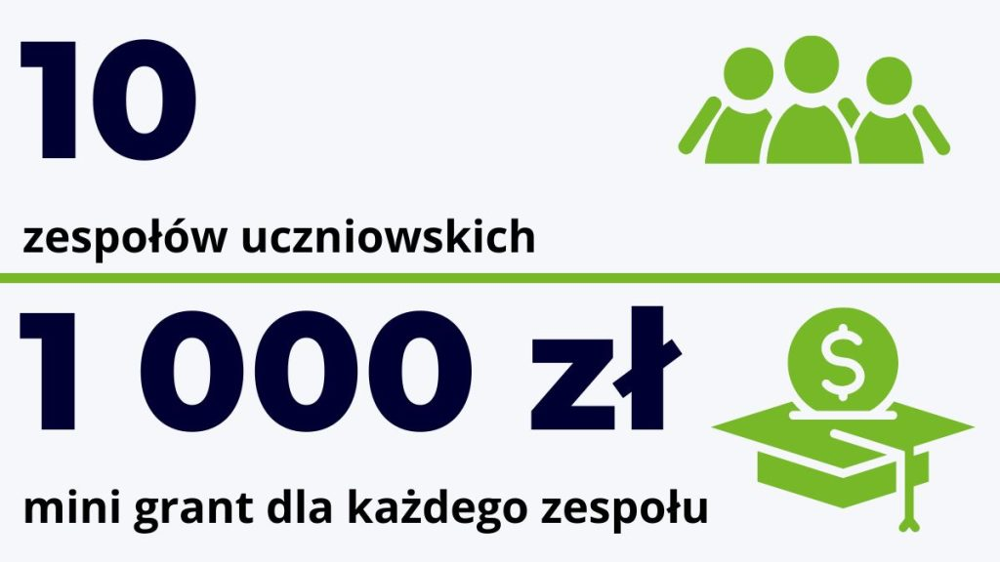 10
zespołów uczniowskich
1 000 zł
mini grant dla każdego zespołu
$